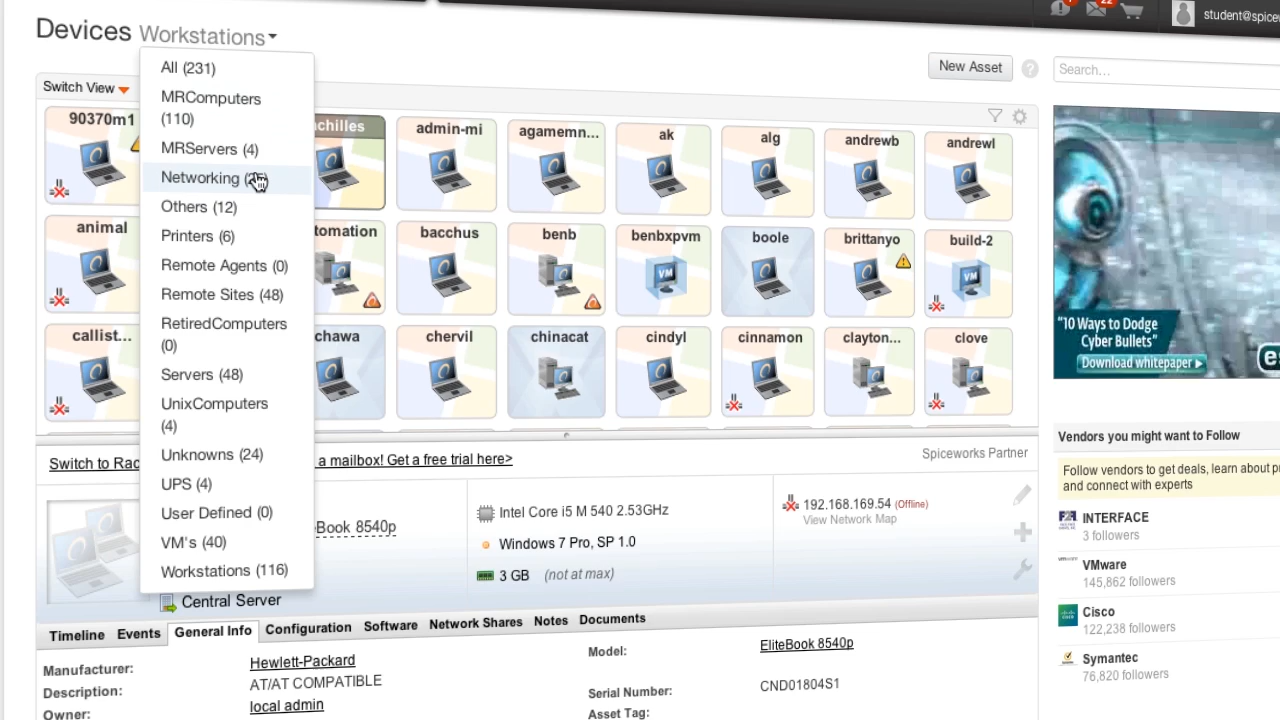 22
student@spicew
Devices Workstations
All (231)
MRComputers
(110)
MRServers (4)
Networking
Others (12)
Printers (6)
Remote Agents (0)
Remote Sites (48)
RetiredComputers
(0)
Servers (48)
UnixComputers
(4)
Unknowns (24)
UPS (4)
User Defined (0)
VM's (40)
Workstations (116)
New Asset
?
Search...
Switch View
90370m1
chilles
admin-mi
agamemn...
ak
alg
andrewb
andrewl
animal
tomation
bacchus
benb
benbxpvm
VM
boole
brittanyo
build-2
VM
callist...
chawa
chervil
chinacat
cindyl
cinnamon
clayton...
clove
"10 Ways to Dodge
Cyber Bullets"
Download whitepaper
Switch to Rac
a mailbox! Get a free trial here>
Spiceworks Partner
eBook 8540p
Intel Core i5 M 540 2.53GHz
Windows 7 Pro, SP 1.0
3 GB (not at max)
192.168.169.54 (Offline)
View Network Map
Central Server
Timeline Events General Info Configuration Software Network Shares Notes Documents
Manufacturer: Hewlett-Packard
Description: AT/AT COMPATIBLE
Owner: local admin
Model: EliteBook 8540p
Serial Number: CND01804S1
Asset Tag:
Vendors you might want to Follow
Follow vendors to get deals, learn about p
and connect with experts
INTERFACE
3 followers
VMware
145,862 followers
Cisco
122,238 followers
Symantec
76,820 followers